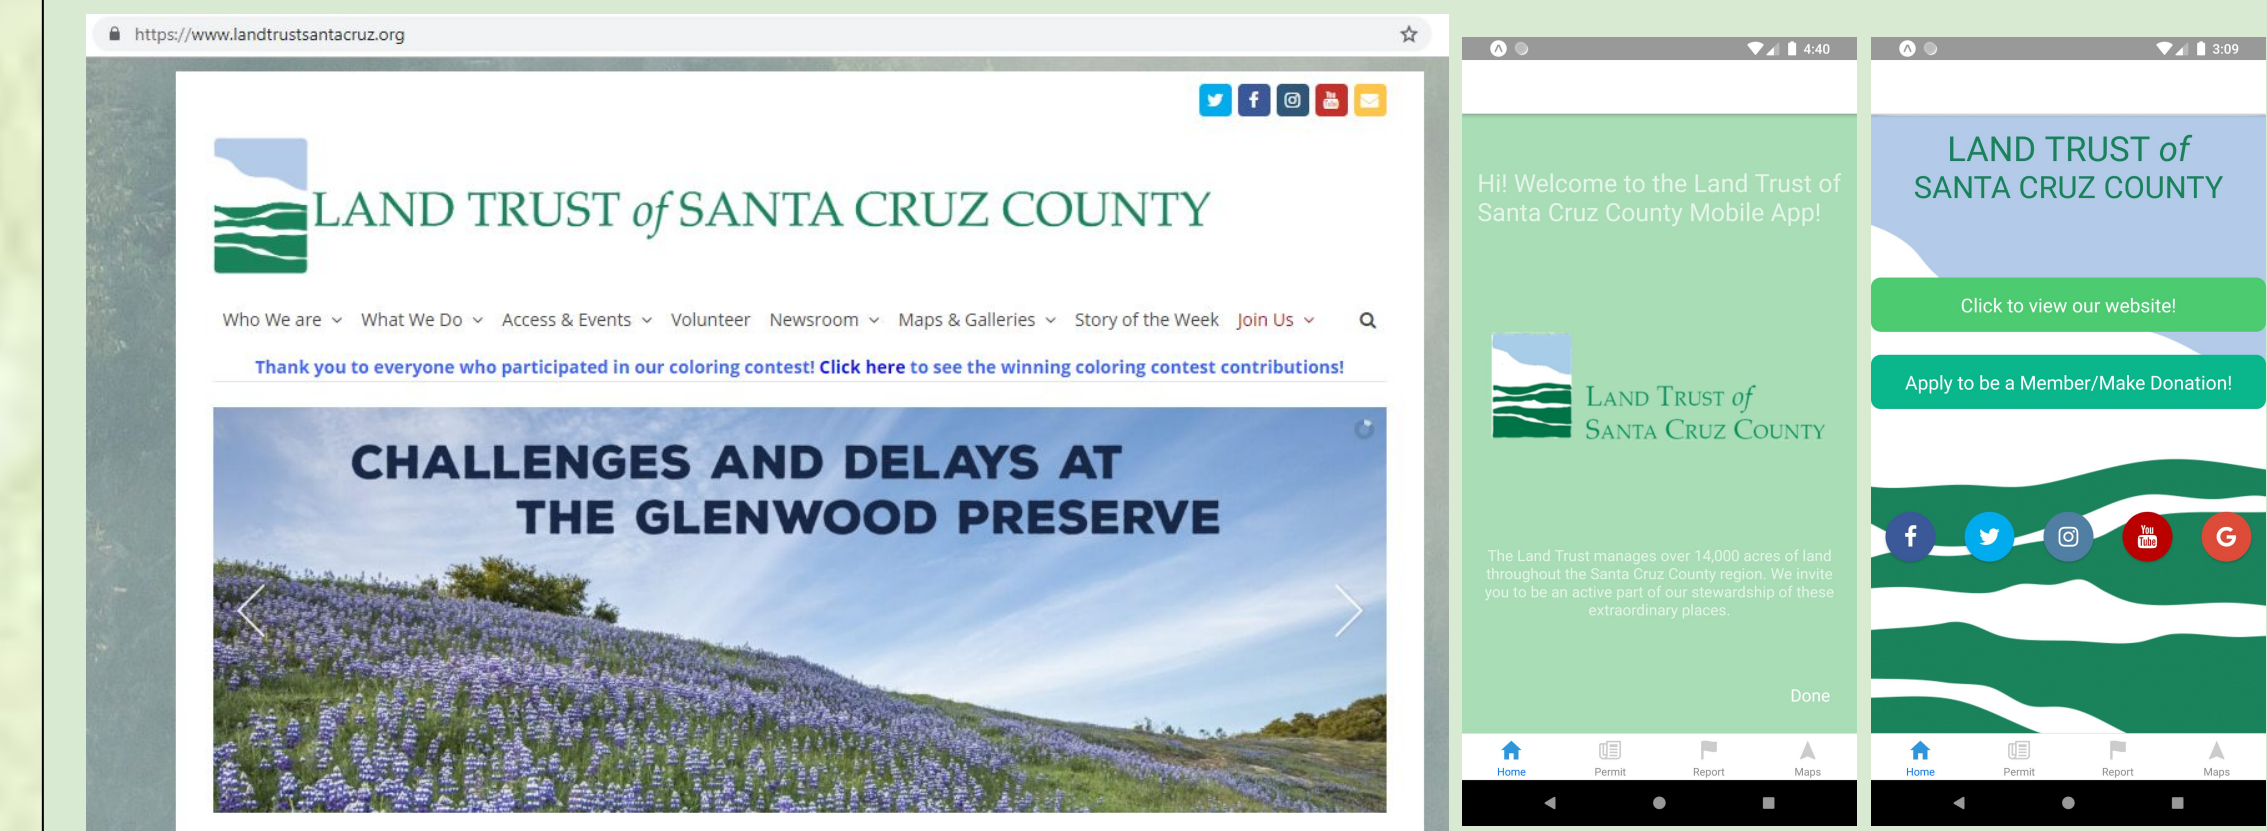 https://www.landtrustsantacruz.org
LAND TRUST of SANTA CRUZ COUNTY
Who We are What We Do Access & Events Volunteer Newsroom Maps & Galleries Story of the Week Join Us
Thank you to everyone who participated in our coloring contest! Click here to see the winning coloring contest contributions!
CHALLENGES AND DELAYS AT
THE GLENWOOD PRESERVE
4:40
Hi! Welcome to the Land Trust of
Santa Cruz County Mobile App!
LAND TRUST of
SANTA CRUZ COUNTY
The Land Trust manages over 14,000 acres of land
throughout the Santa Cruz County region. We invite
you to be an active part of our stewardship of these
extraordinary places.
Done
Home Permit Report Maps
3:09
LAND TRUST of
SANTA CRUZ COUNTY
Click to view our website!
Apply to be a Member/Make Donation!
You
Tube
Home Permit Report Maps